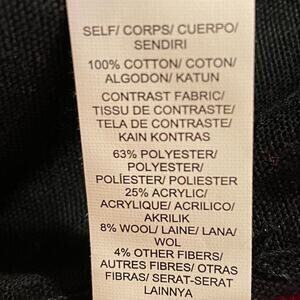 SELF/ CORPS/ CUERPO/
SENDIRI
100% COTTON/ COTON/
ALGODON/ KATUN
CONTRAST FABRIC/
TISSU DE CONTRASTE/
TELA DE CONTRASTE/
KAIN KONTRAS
63% POLYESTER/
POLYESTER/
POLÍESTER/ POLIESTER
25% ACRYLIC/
ACRYLIQUE/ ACRILICO/
AKRILIK
8% WOOL/ LAINE/ LANA/
WOL
4% OTHER FIBERS/
AUTRES FIBRES/ OTRAS
FIBRAS/ SERAT-SERAT
LAINNYA